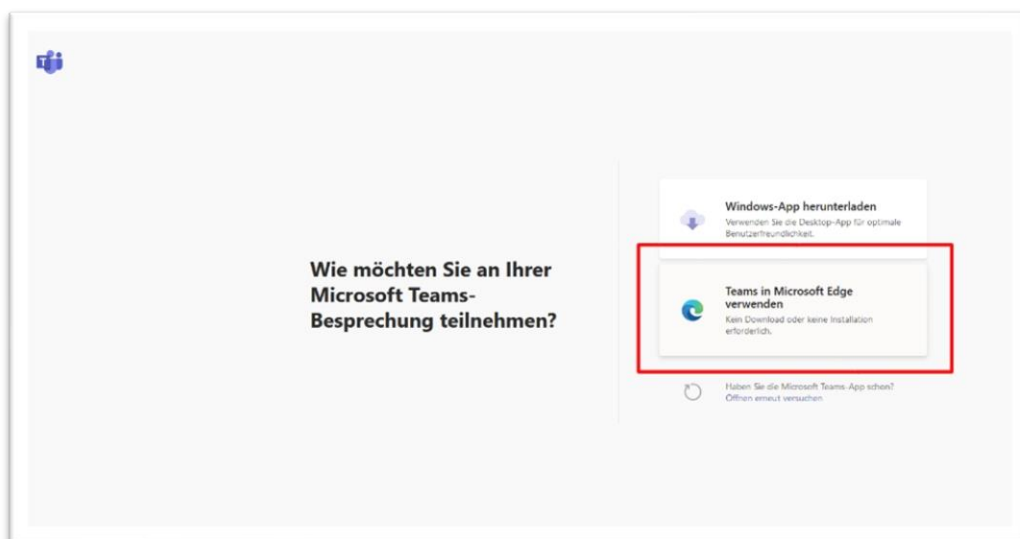 Wie möchten Sie an Ihrer
Microsoft Teams-
Besprechung teilnehmen?
Windows-App herunterladen
Verwenden Sie die Desktop-App für optimale
Benutzerfreundlichkeit.
Teams in Microsoft Edge
verwenden
Kein Download oder keine Installation
erforderlich.
Haben Sie die Microsoft Teams-App schon?
Öffnen erneut versuchen